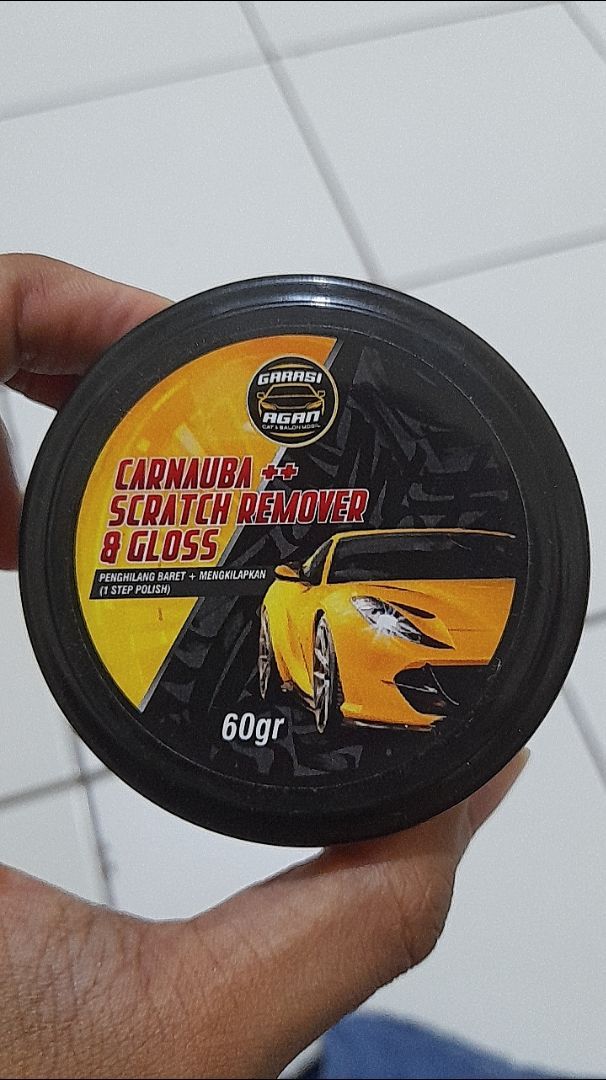 GARASI
AGAN
CAT & SALON MOBIL
CARNAUBA ++
SCRATCH REMOVER
& GLOSS
PENGHILANG BARET + MENGKILAPKAN
(1 STEP POLISH)
60gr